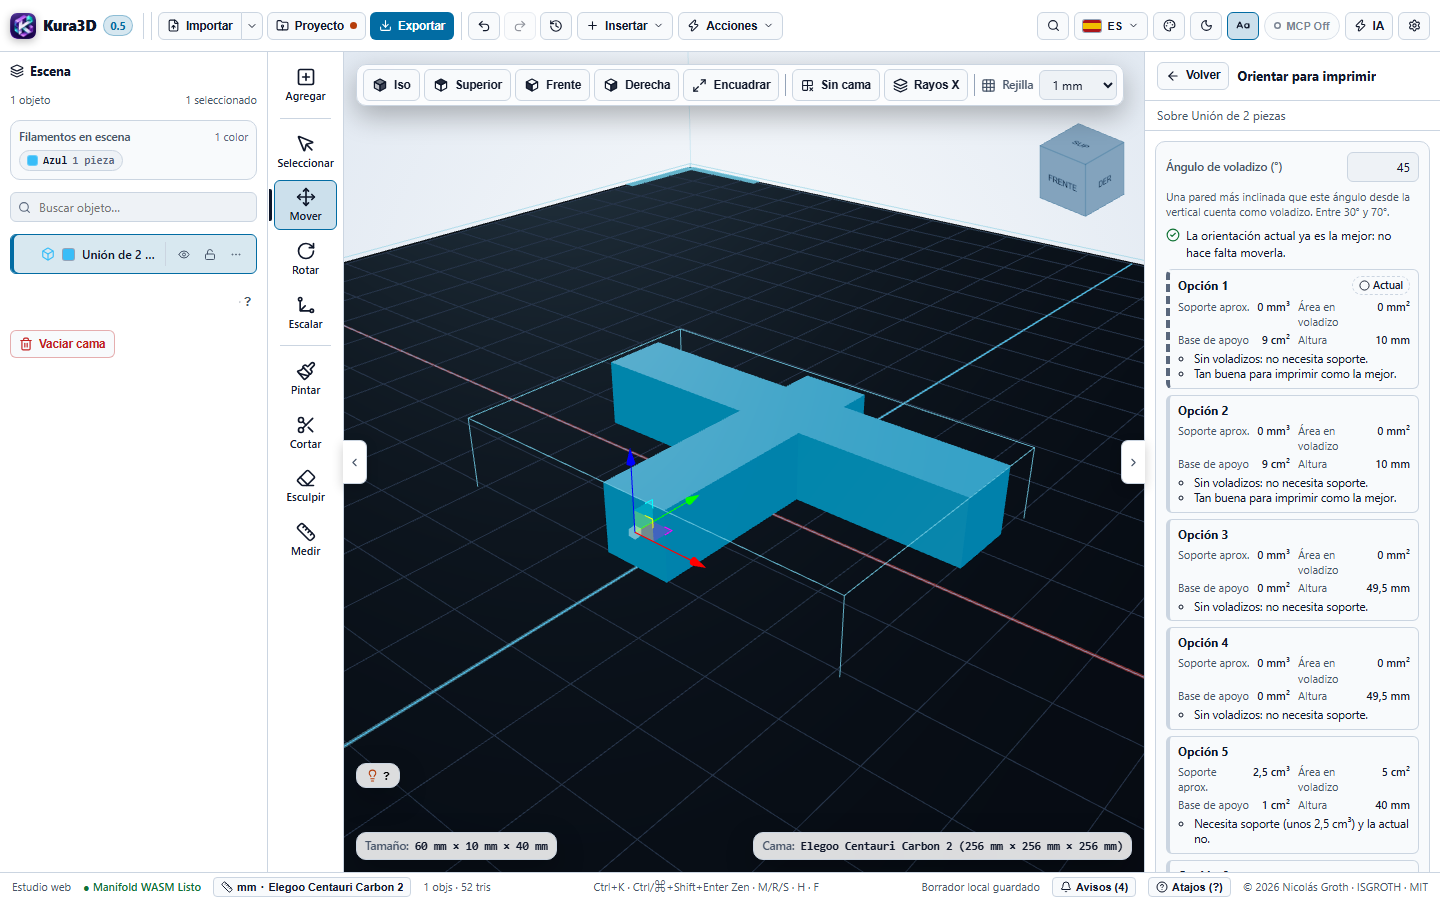 Kura3D 0.5 Importar Proyecto Exportar Insertar Acciones ES Aa MCP Off IA
Escena
1 objeto 1 seleccionado
Filamentos en escena 1 color
Azul 1 pieza
Buscar objeto...
Unión de 2 ...
?
Vaciar cama
Agregar
Seleccionar
Mover
Rotar
Escalar
Pintar
Cortar
Esculpir
Medir
Iso Superior Frente Derecha Encuadrar Sin cama Rayos X Rejilla 1 mm
SUP
FRENTE DER
?
Tamaño: 60 mm × 10 mm × 40 mm
Cama: Elegoo Centauri Carbon 2 (256 mm × 256 mm × 256 mm)
Volver Orientar para imprimir
Sobre Unión de 2 piezas
Ángulo de voladizo (°) 45
Una pared más inclinada que este ángulo desde la
vertical cuenta como voladizo. Entre 30° y 70°.
La orientación actual ya es la mejor: no
hace falta moverla.
Opción 1 Actual
Soporte aprox. 0 mm³ Área en voladizo 0 mm²
Base de apoyo 9 cm² Altura 10 mm
Sin voladizos: no necesita soporte.
Tan buena para imprimir como la mejor.
Opción 2
Soporte aprox. 0 mm³ Área en voladizo 0 mm²
Base de apoyo 9 cm² Altura 10 mm
Sin voladizos: no necesita soporte.
Tan buena para imprimir como la mejor.
Opción 3
Soporte aprox. 0 mm³ Área en voladizo 0 mm²
Base de apoyo 0 mm² Altura 49,5 mm
Sin voladizos: no necesita soporte.
Opción 4
Soporte aprox. 0 mm³ Área en voladizo 0 mm²
Base de apoyo 0 mm² Altura 49,5 mm
Sin voladizos: no necesita soporte.
Opción 5
Soporte aprox. 2,5 cm³ Área en voladizo 5 cm²
Base de apoyo 1 cm² Altura 40 mm
Necesita soporte (unos 2,5 cm³) y la actual
no.
Estudio web ● Manifold WASM Listo mm · Elegoo Centauri Carbon 2 1 objs · 52 tris Ctrl+K · Ctrl/⌘+Shift+Enter Zen · M/R/S · H · F Borrador local guardado Avisos (4) Atajos (?) © 2026 Nicolás Groth · ISGROTH · MIT